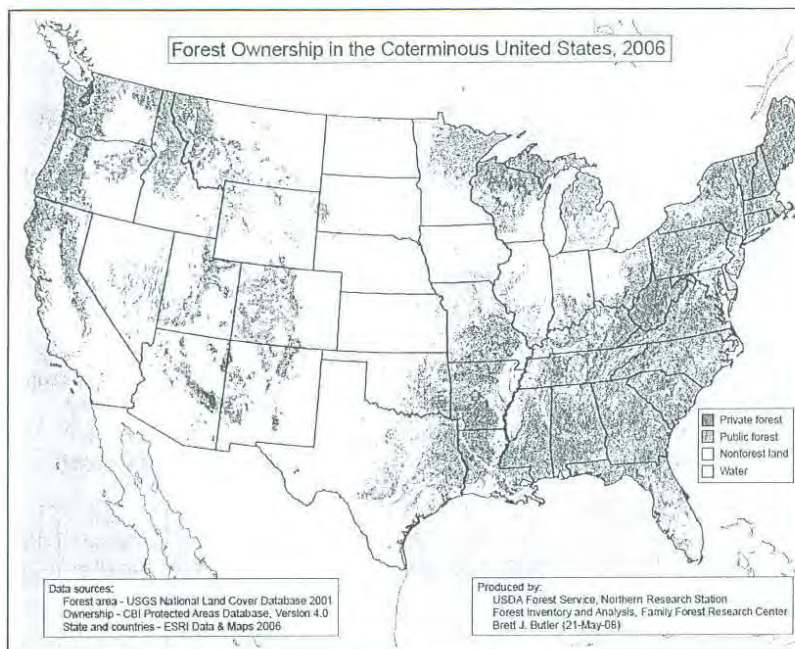 Forest Ownership in the Coterminous United States, 2006
Private forest
Public forest
Nonforest land
Water
Data sources:
Forest area - USGS National Land Cover Database 2001
Ownership - CBI Protected Areas Database, Version 4.0
State and countries - ESRI Data & Maps 2006
Produced by:
USDA Forest Service, Northern Research Station
Forest Inventory and Analysis, Family Forest Research Center
Brett J. Butler (21-May-08)